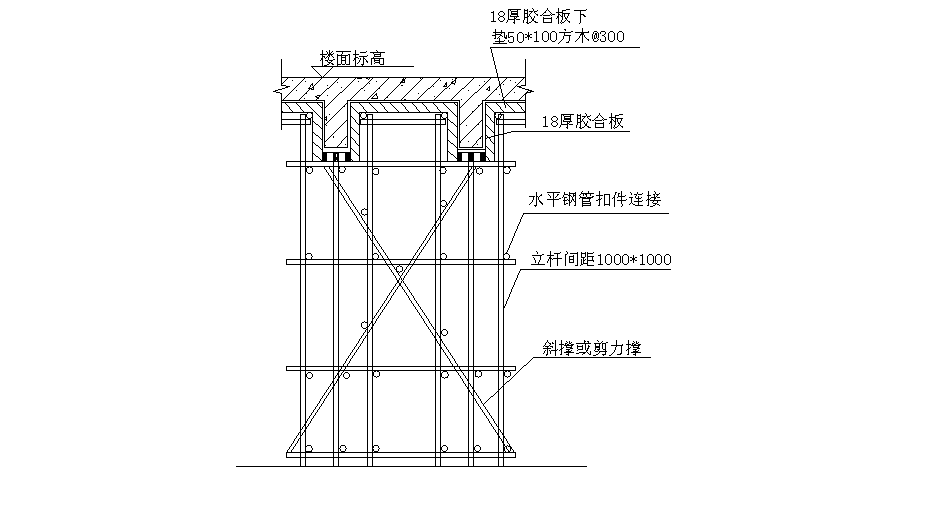 18厚胶合板下
垫50*100方木@300
楼面标高
18厚胶合板
水平钢管扣件连接
立杆间距1000*1000
斜撑或剪力撑